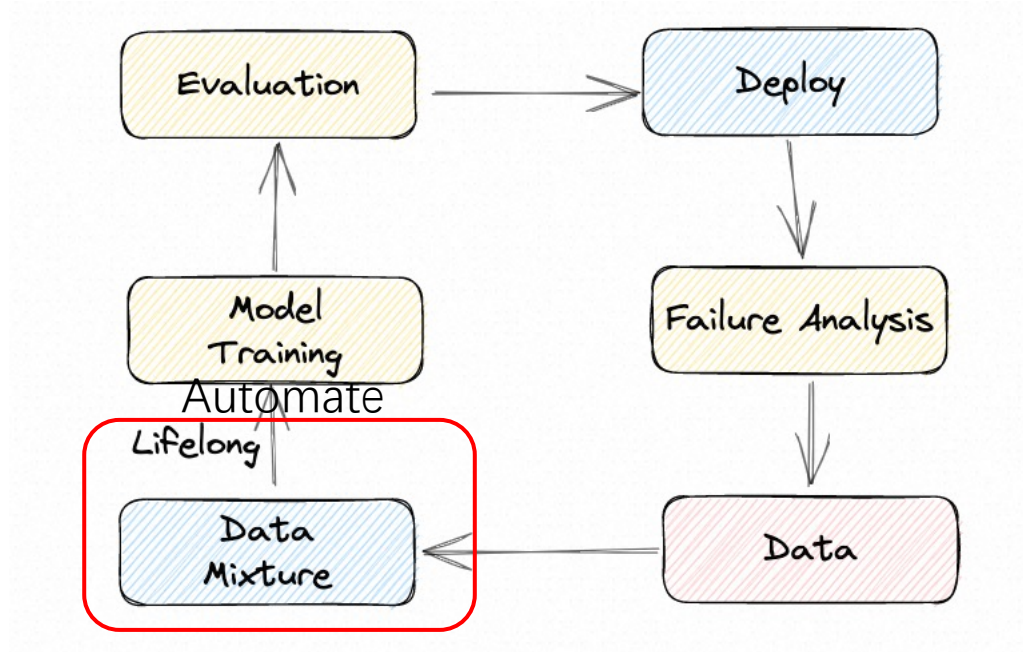 Evaluation
Deploy
Model
Training
Failure Analysis
Automate
Lifelong
Data
Mixture
Data